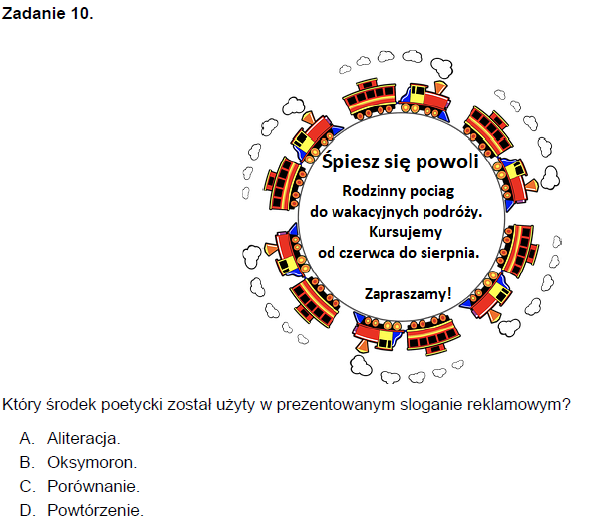 Zadanie 10.
Śpiesz się powoli
Rodzinny pociąg
do wakacyjnych podróży.
Kursujemy
od czerwca do sierpnia.
Zapraszamy!
Który środek poetycki został użyty w prezentowanym sloganie reklamowym?
A. Aliteracja.
B. Oksymoron.
C. Porównanie.
D. Powtórzenie.